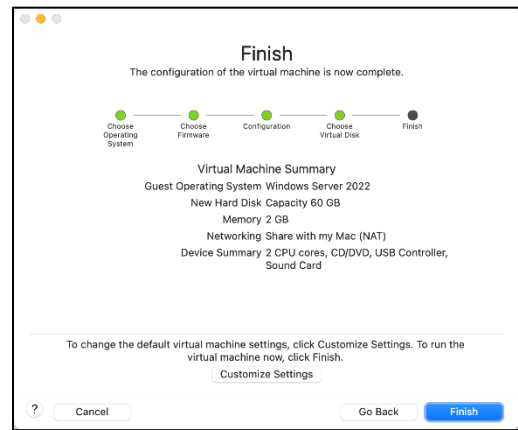 Finish
The configuration of the virtual machine is now complete.
Choose Operating System
Choose Firmware
Configuration
Choose Virtual Disk
Finish
Virtual Machine Summary
Guest Operating System Windows Server 2022
New Hard Disk Capacity 60 GB
Memory 2 GB
Networking Share with my Mac (NAT)
Device Summary 2 CPU cores, CD/DVD, USB Controller,
Sound Card
To change the default virtual machine settings, click Customize Settings. To run the
virtual machine now, click Finish.
Customize Settings
? Cancel Go Back Finish